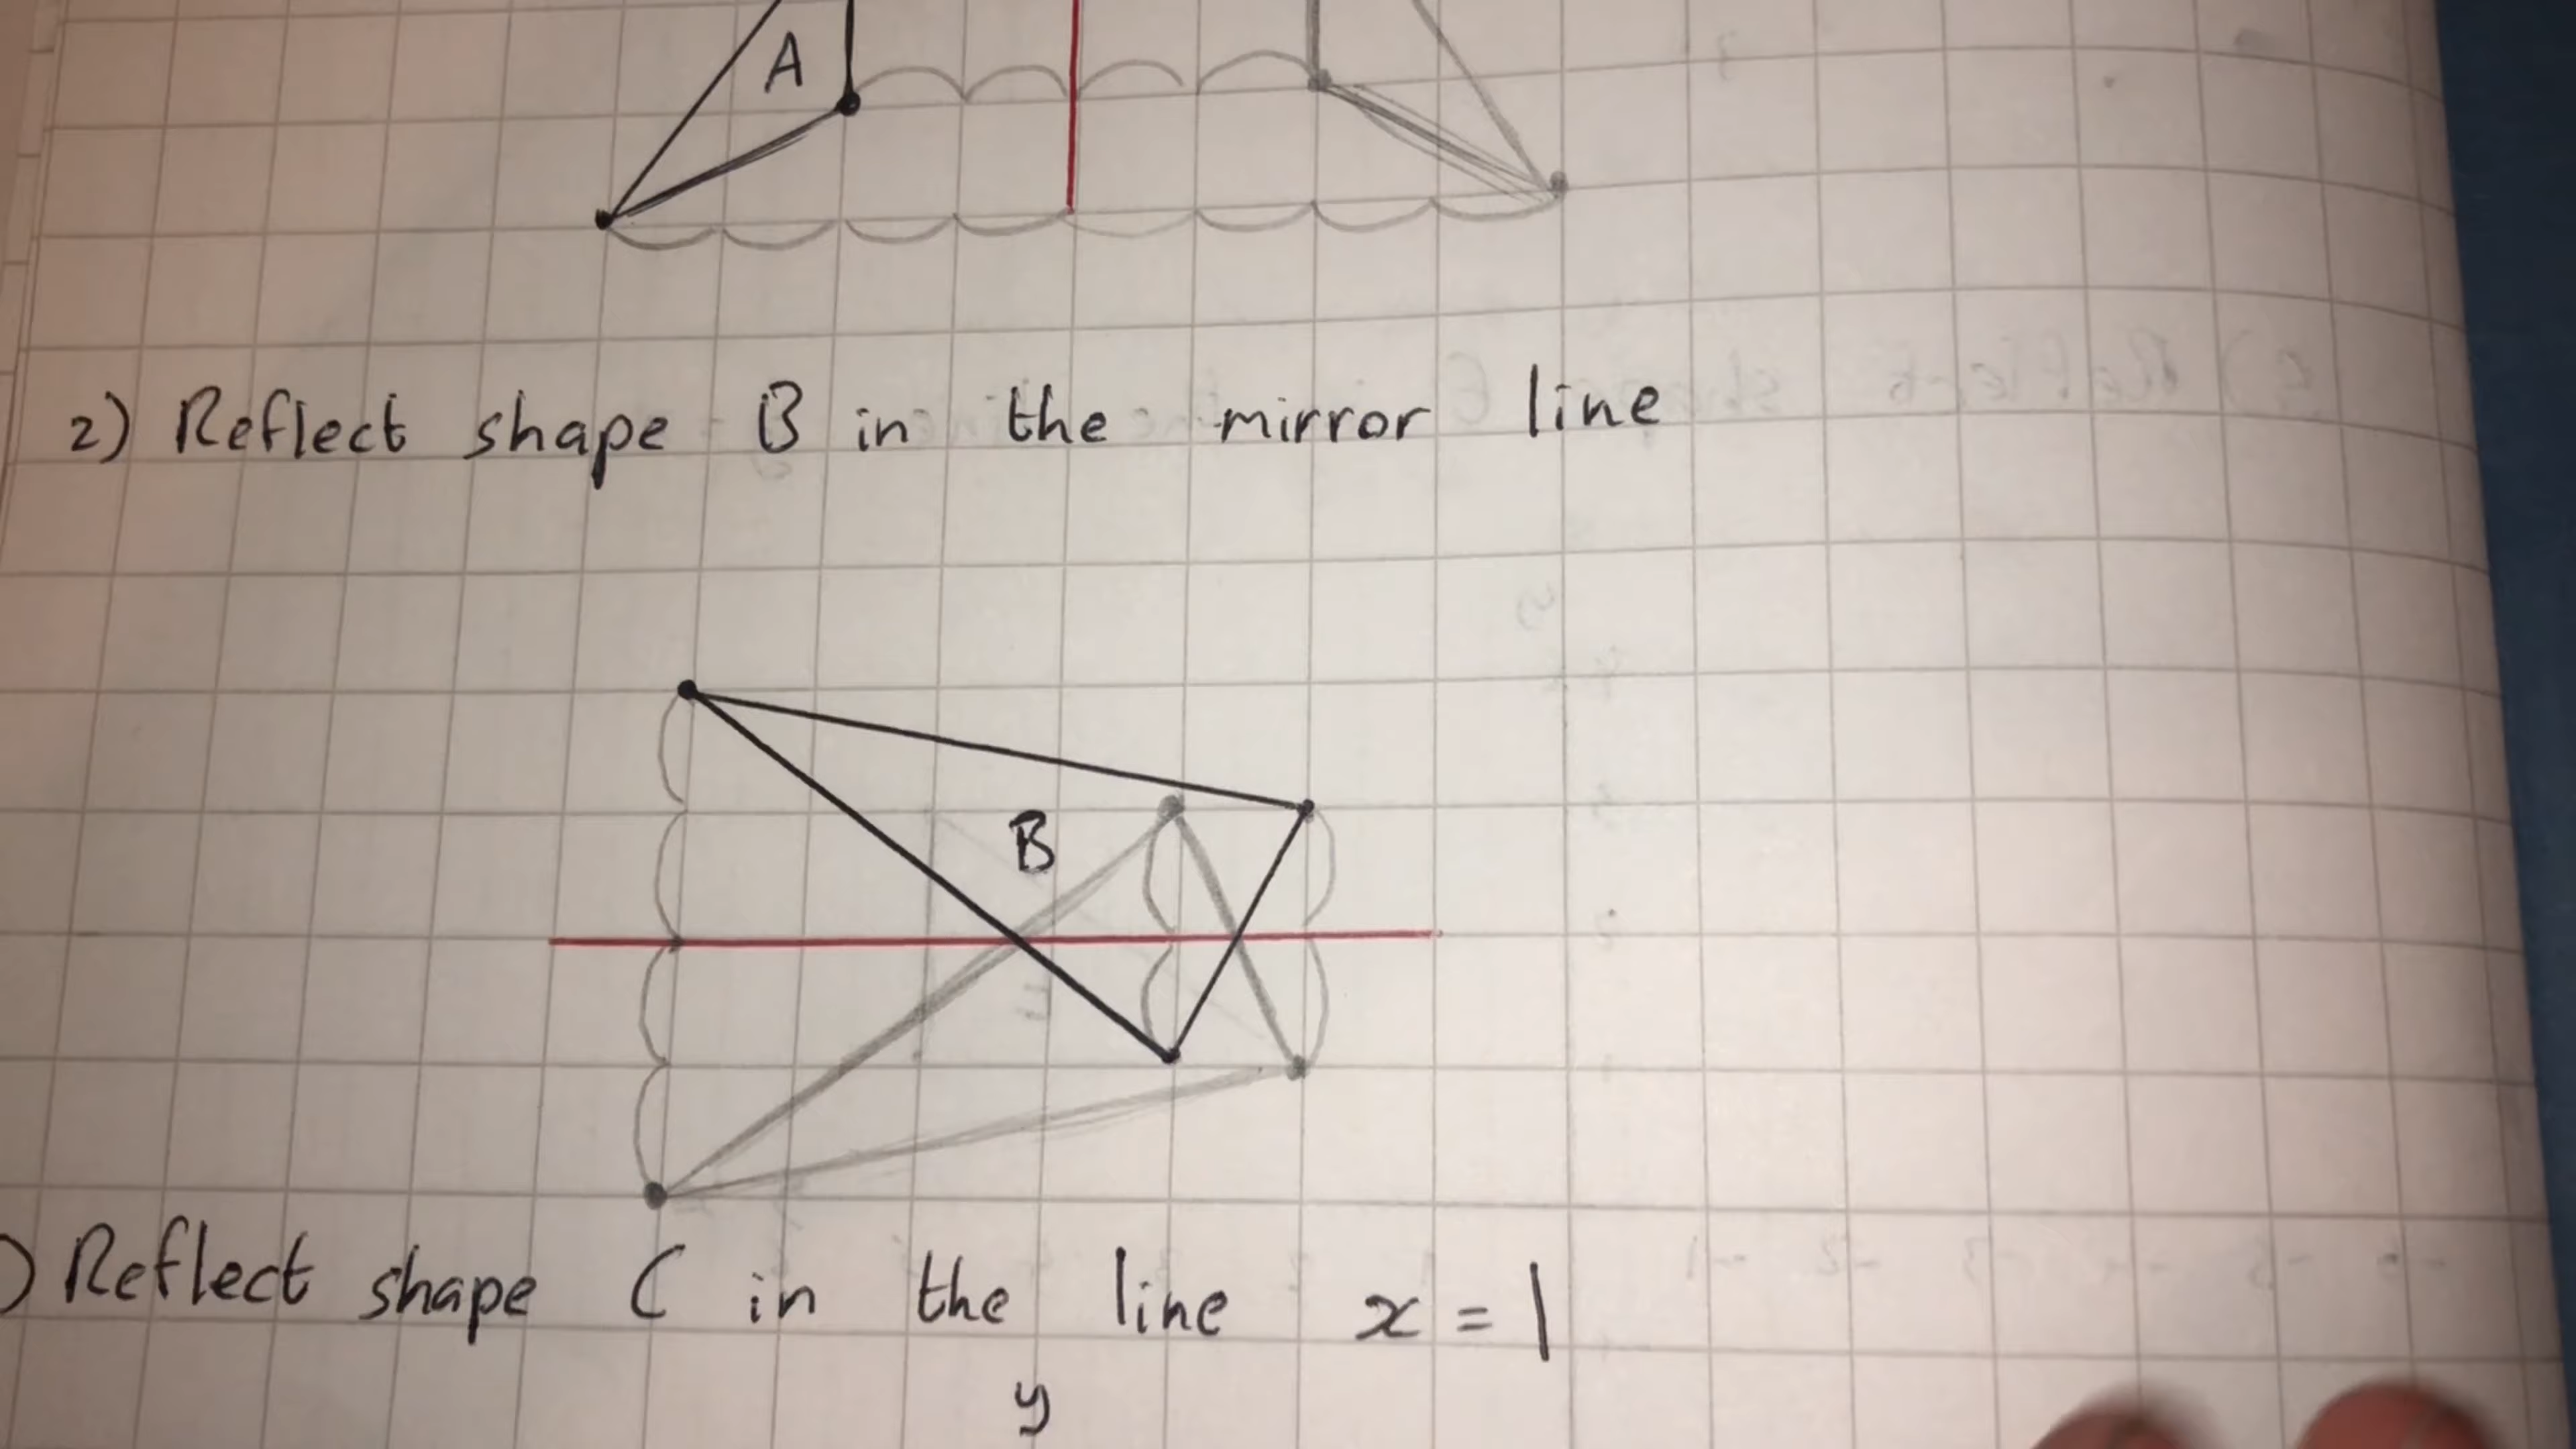 A
2) Reflect shape B in the mirror line
B
) Reflect shape C in the line x = 1
y